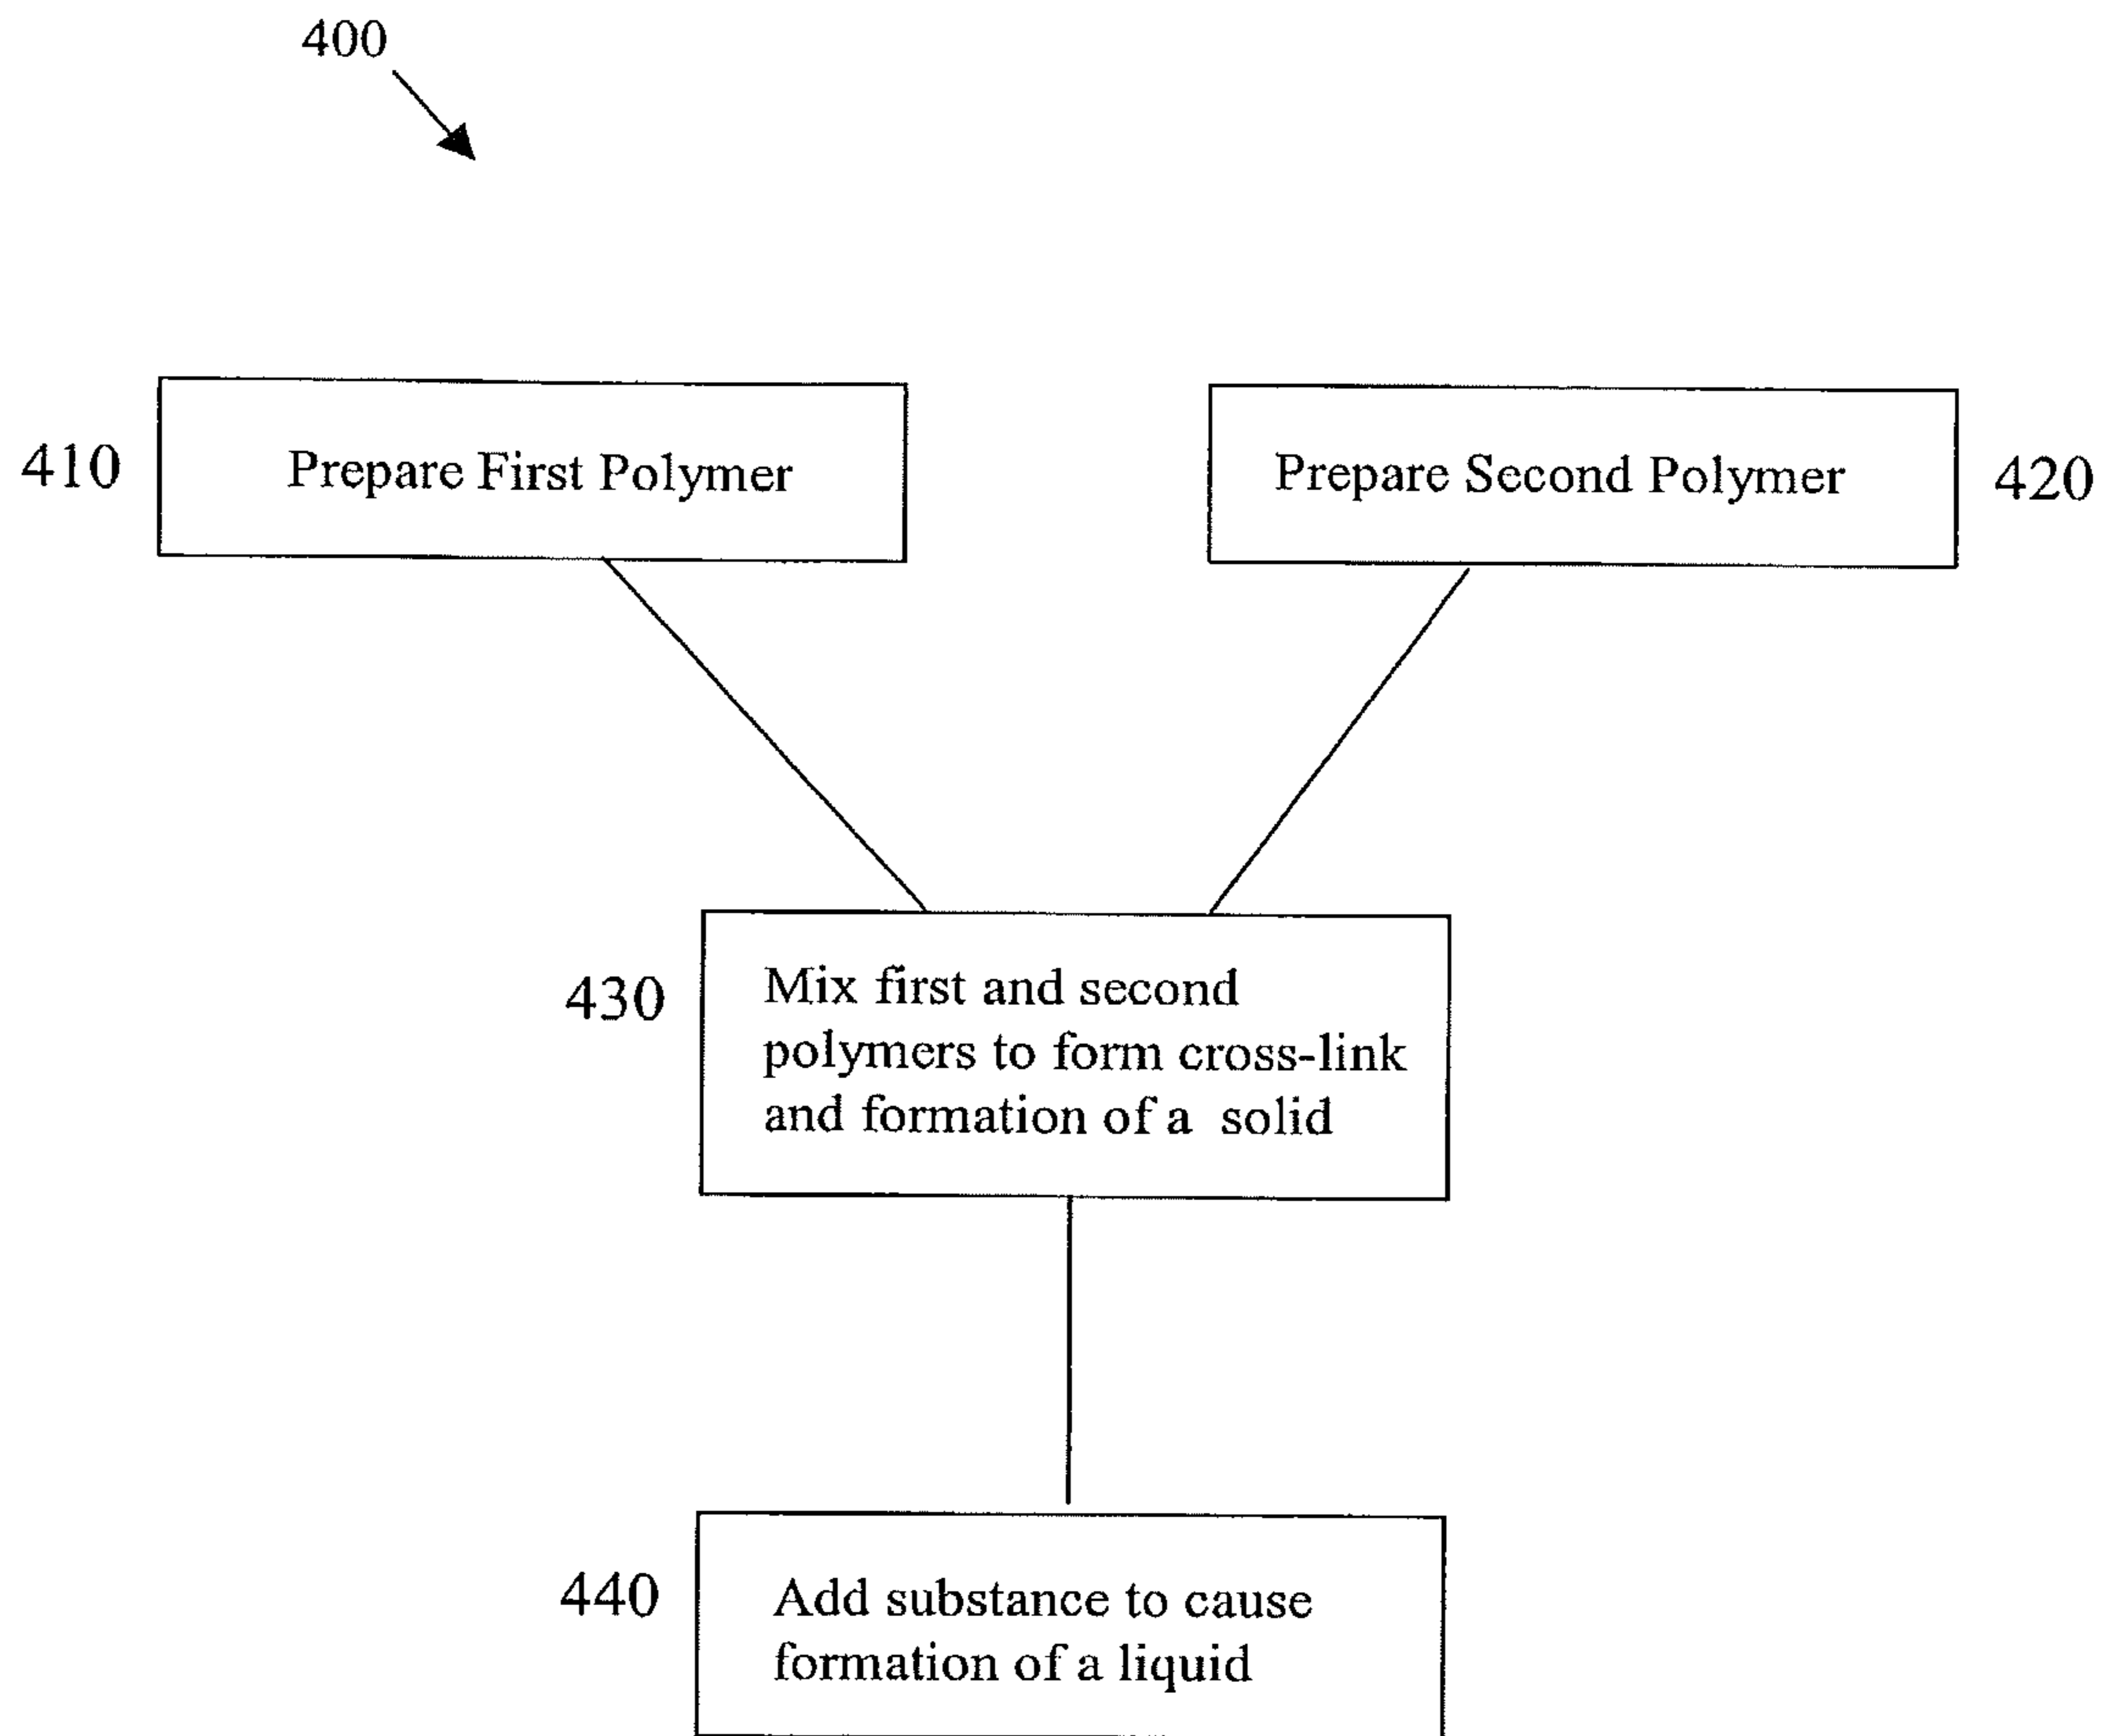 400
410
Prepare First Polymer
Prepare Second Polymer
420
430
Mix first and second
polymers to form cross-link
and formation of a solid
440
Add substance to cause
formation of a liquid